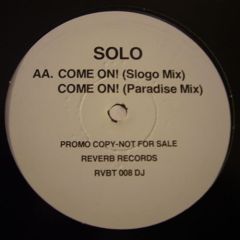 SOLO
AA. COME ON! (Slogo Mix)
COME ON! (Paradise Mix)
PROMO COPY-NOT FOR SALE
REVERB RECORDS
RVBT 008 DJ